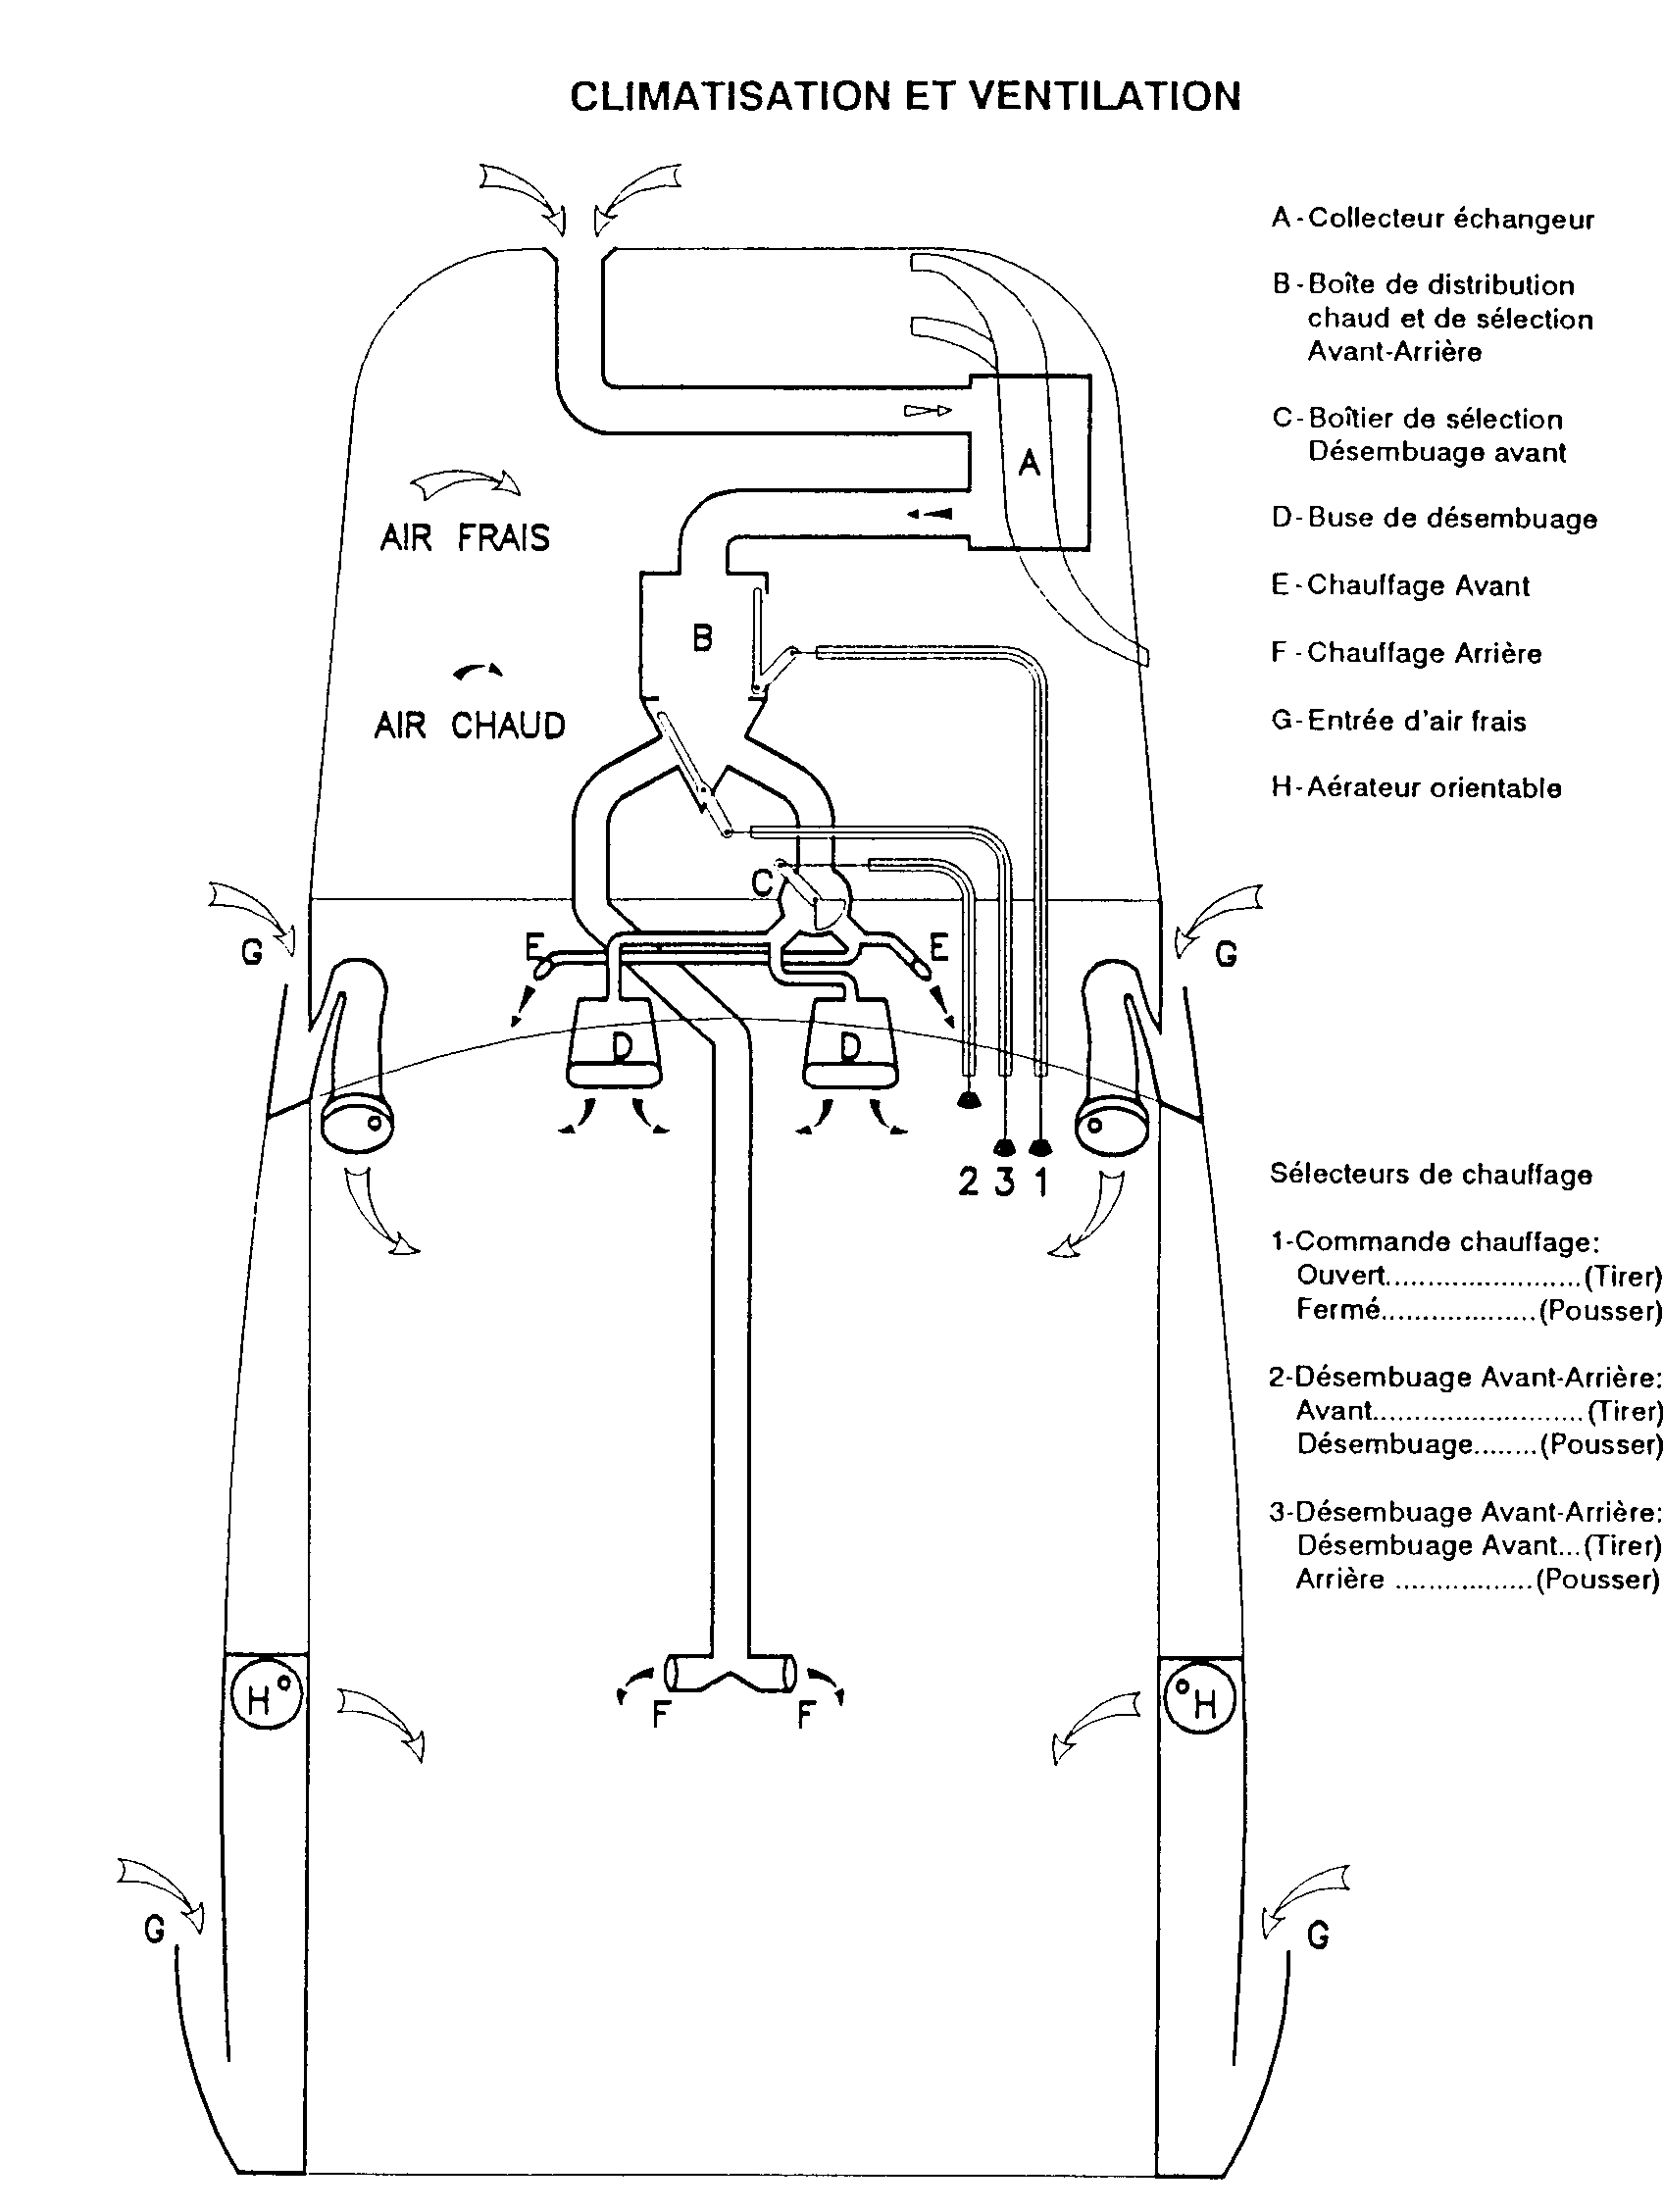 CLIMATISATION ET VENTILATION
A - Collecteur échangeur
B - Boîte de distribution
chaud et de sélection
Avant-Arrière
C - Boîtier de sélection
Désembuage avant
D - Buse de désembuage
E - Chauffage Avant
F - Chauffage Arrière
G - Entrée d'air frais
H - Aérateur orientable
A
AIR FRAIS
B
AIR CHAUD
C
G
E
E
G
D
D
2 3 1
Sélecteurs de chauffage
1-Commande chauffage:
Ouvert.......................(Tirer)
Fermé..................(Pousser)
2-Désembuage Avant-Arrière:
Avant.........................(Tirer)
Désembuage........(Pousser)
3-Désembuage Avant-Arrière:
Désembuage Avant...(Tirer)
Arrière ................(Pousser)
H
H
F
F
G
G